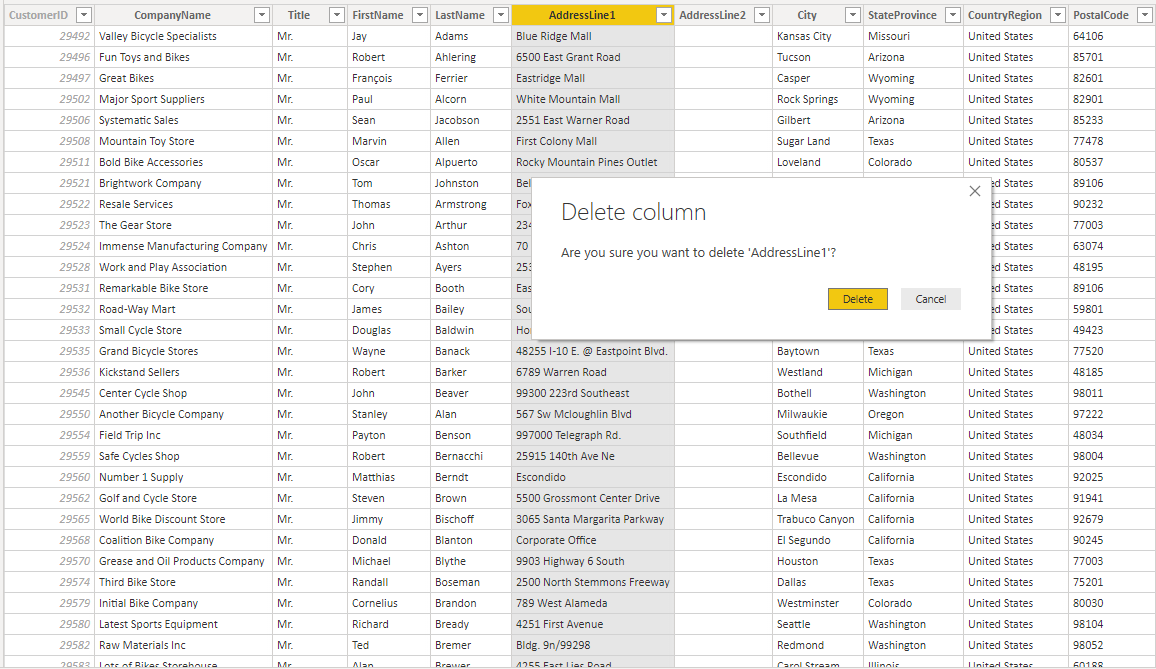 CustomerID CompanyName Title FirstName LastName AddressLine1 AddressLine2 City StateProvince CountryRegion PostalCode
29492 Valley Bicycle Specialists Mr. Jay Adams Blue Ridge Mall Kansas City Missouri United States 64106
29496 Fun Toys and Bikes Mr. Robert Ahlering 6500 East Grant Road Tucson Arizona United States 85701
29497 Great Bikes Mr. François Ferrier Eastridge Mall Casper Wyoming United States 82601
29502 Major Sport Suppliers Mr. Paul Alcorn White Mountain Mall Rock Springs Wyoming United States 82901
29506 Systematic Sales Mr. Sean Jacobson 2551 East Warner Road Gilbert Arizona United States 85233
29508 Mountain Toy Store Mr. Marvin Allen First Colony Mall Sugar Land Texas United States 77478
29511 Bold Bike Accessories Mr. Oscar Alpuerto Rocky Mountain Pines Outlet Loveland Colorado United States 80537
29521 Brightwork Company Mr. Tom Johnston Bel ed States 89106
29522 Resale Services Mr. Thomas Armstrong Fox ed States 90232
29523 The Gear Store Mr. John Arthur 234 ed States 77003
29524 Immense Manufacturing Company Mr. Chris Ashton 70 ed States 63074
29528 Work and Play Association Mr. Stephen Ayers 253 ed States 48195
29531 Remarkable Bike Store Mr. Cory Booth Eas ed States 89106
29532 Road-Way Mart Mr. James Bailey Sou ed States 59801
29533 Small Cycle Store Mr. Douglas Baldwin Ho ed States 49423
Delete column
Are you sure you want to delete 'AddressLine1'?
Delete Cancel
29535 Grand Bicycle Stores Mr. Wayne Banack 48255 I-10 E. @ Eastpoint Blvd. Baytown Texas United States 77520
29536 Kickstand Sellers Mr. Robert Barker 6789 Warren Road Westland Michigan United States 48185
29545 Center Cycle Shop Mr. John Beaver 99300 223rd Southeast Bothell Washington United States 98011
29550 Another Bicycle Company Mr. Stanley Alan 567 Sw Mcloughlin Blvd Milwaukie Oregon United States 97222
29554 Field Trip Inc Mr. Payton Benson 997000 Telegraph Rd. Southfield Michigan United States 48034
29559 Safe Cycles Shop Mr. Robert Bernacchi 25915 140th Ave Ne Bellevue Washington United States 98004
29560 Number 1 Supply Mr. Matthias Berndt Escondido Escondido California United States 92025
29562 Golf and Cycle Store Mr. Steven Brown 5500 Grossmont Center Drive La Mesa California United States 91941
29565 World Bike Discount Store Mr. Jimmy Bischoff 3065 Santa Margarita Parkway Trabuco Canyon California United States 92679
29568 Coalition Bike Company Mr. Donald Blanton Corporate Office El Segundo California United States 90245
29570 Grease and Oil Products Company Mr. Michael Blythe 9903 Highway 6 South Houston Texas United States 77003
29574 Third Bike Store Mr. Randall Boseman 2500 North Stemmons Freeway Dallas Texas United States 75201
29579 Initial Bike Company Mr. Cornelius Brandon 789 West Alameda Westminster Colorado United States 80030
29580 Latest Sports Equipment Mr. Richard Bready 4251 First Avenue Seattle Washington United States 98104
29582 Raw Materials Inc Mr. Ted Bremer Bldg. 9n/99298 Redmond Washington United States 98052
29583 Lots of Bikes Storehouse Mr. Alan Brewer 4255 East Lies Road Carol Stream Illinois United States 60188